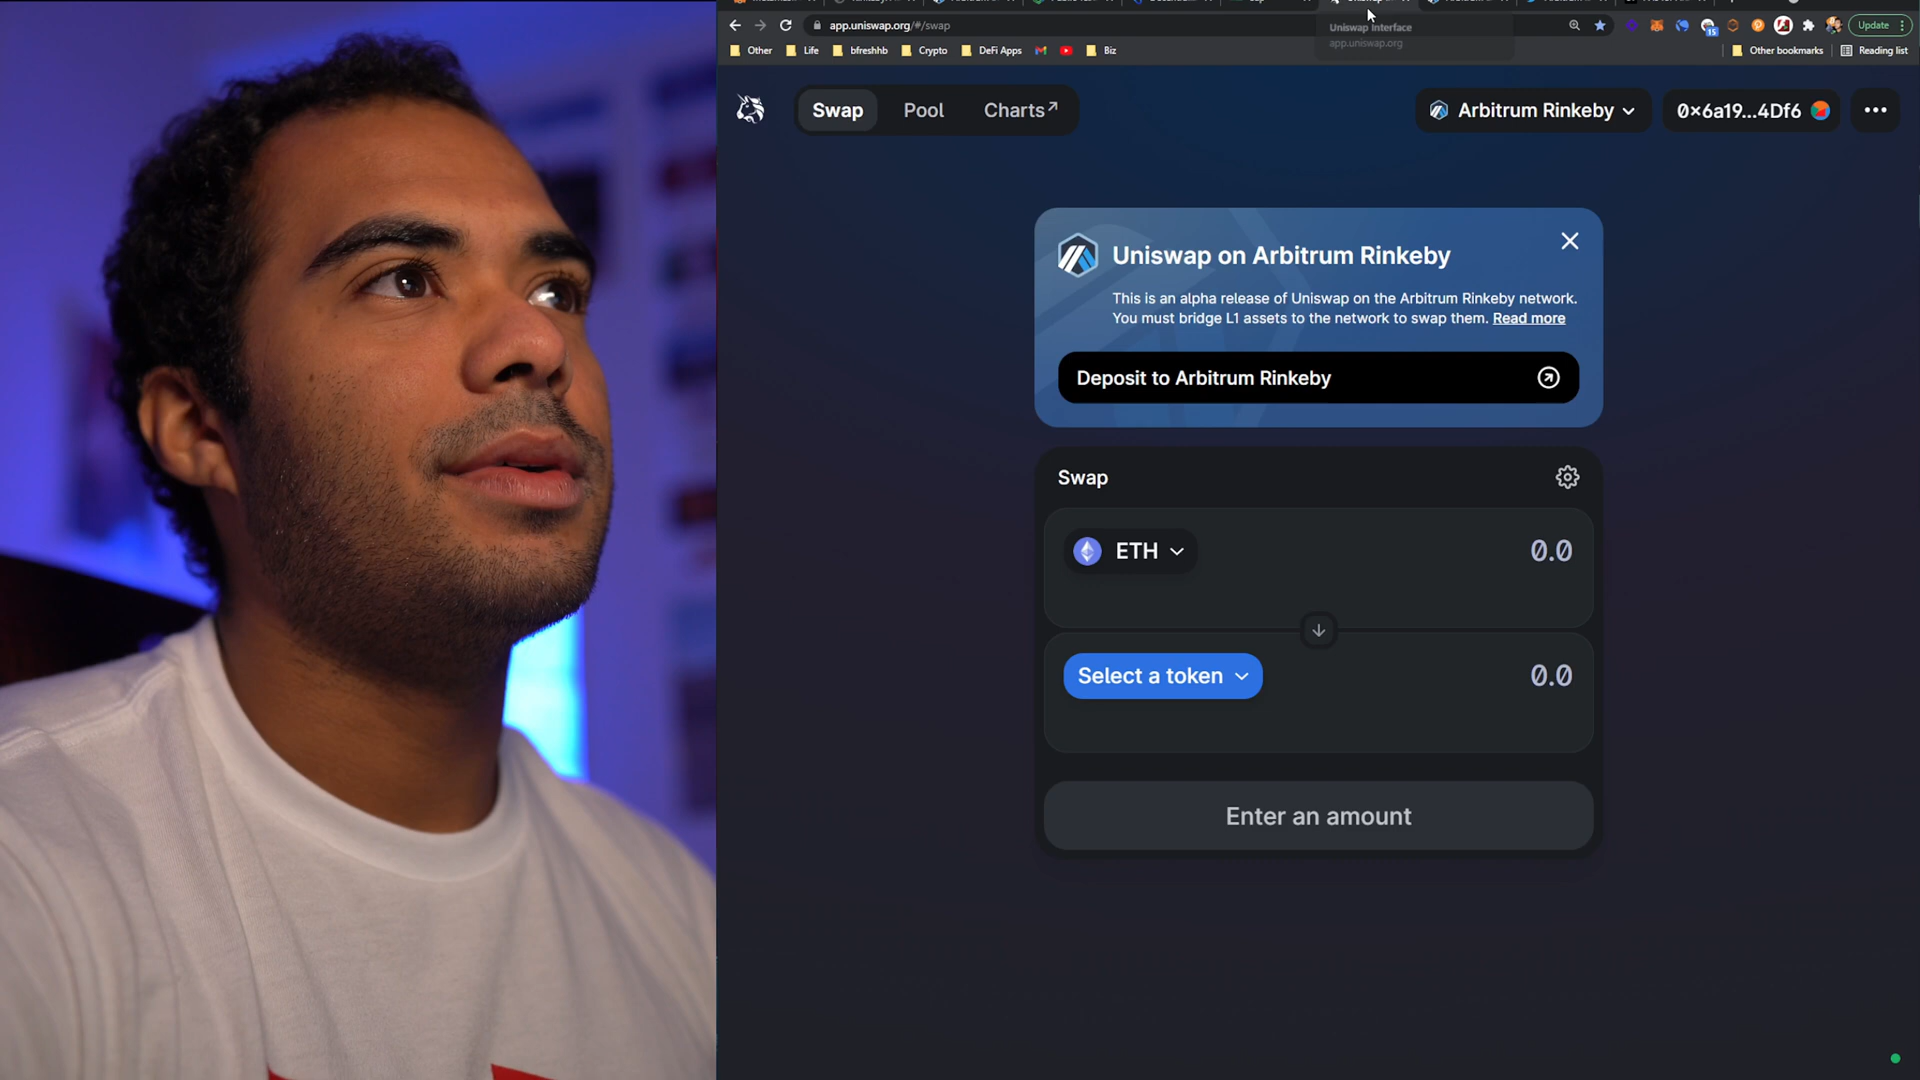 app.uniswap.org/#/swap
Uniswap Interface
app.uniswap.org
15
Update
Other
Life
bfreshhb
Crypto
DeFi Apps
Biz
Other bookmarks
Reading list
Swap
Pool
Charts↗
Arbitrum Rinkeby
0x6a19...4Df6
Uniswap on Arbitrum Rinkeby
This is an alpha release of Uniswap on the Arbitrum Rinkeby network.
You must bridge L1 assets to the network to swap them. Read more
Deposit to Arbitrum Rinkeby
Swap
ETH
0.0
Select a token
0.0
Enter an amount